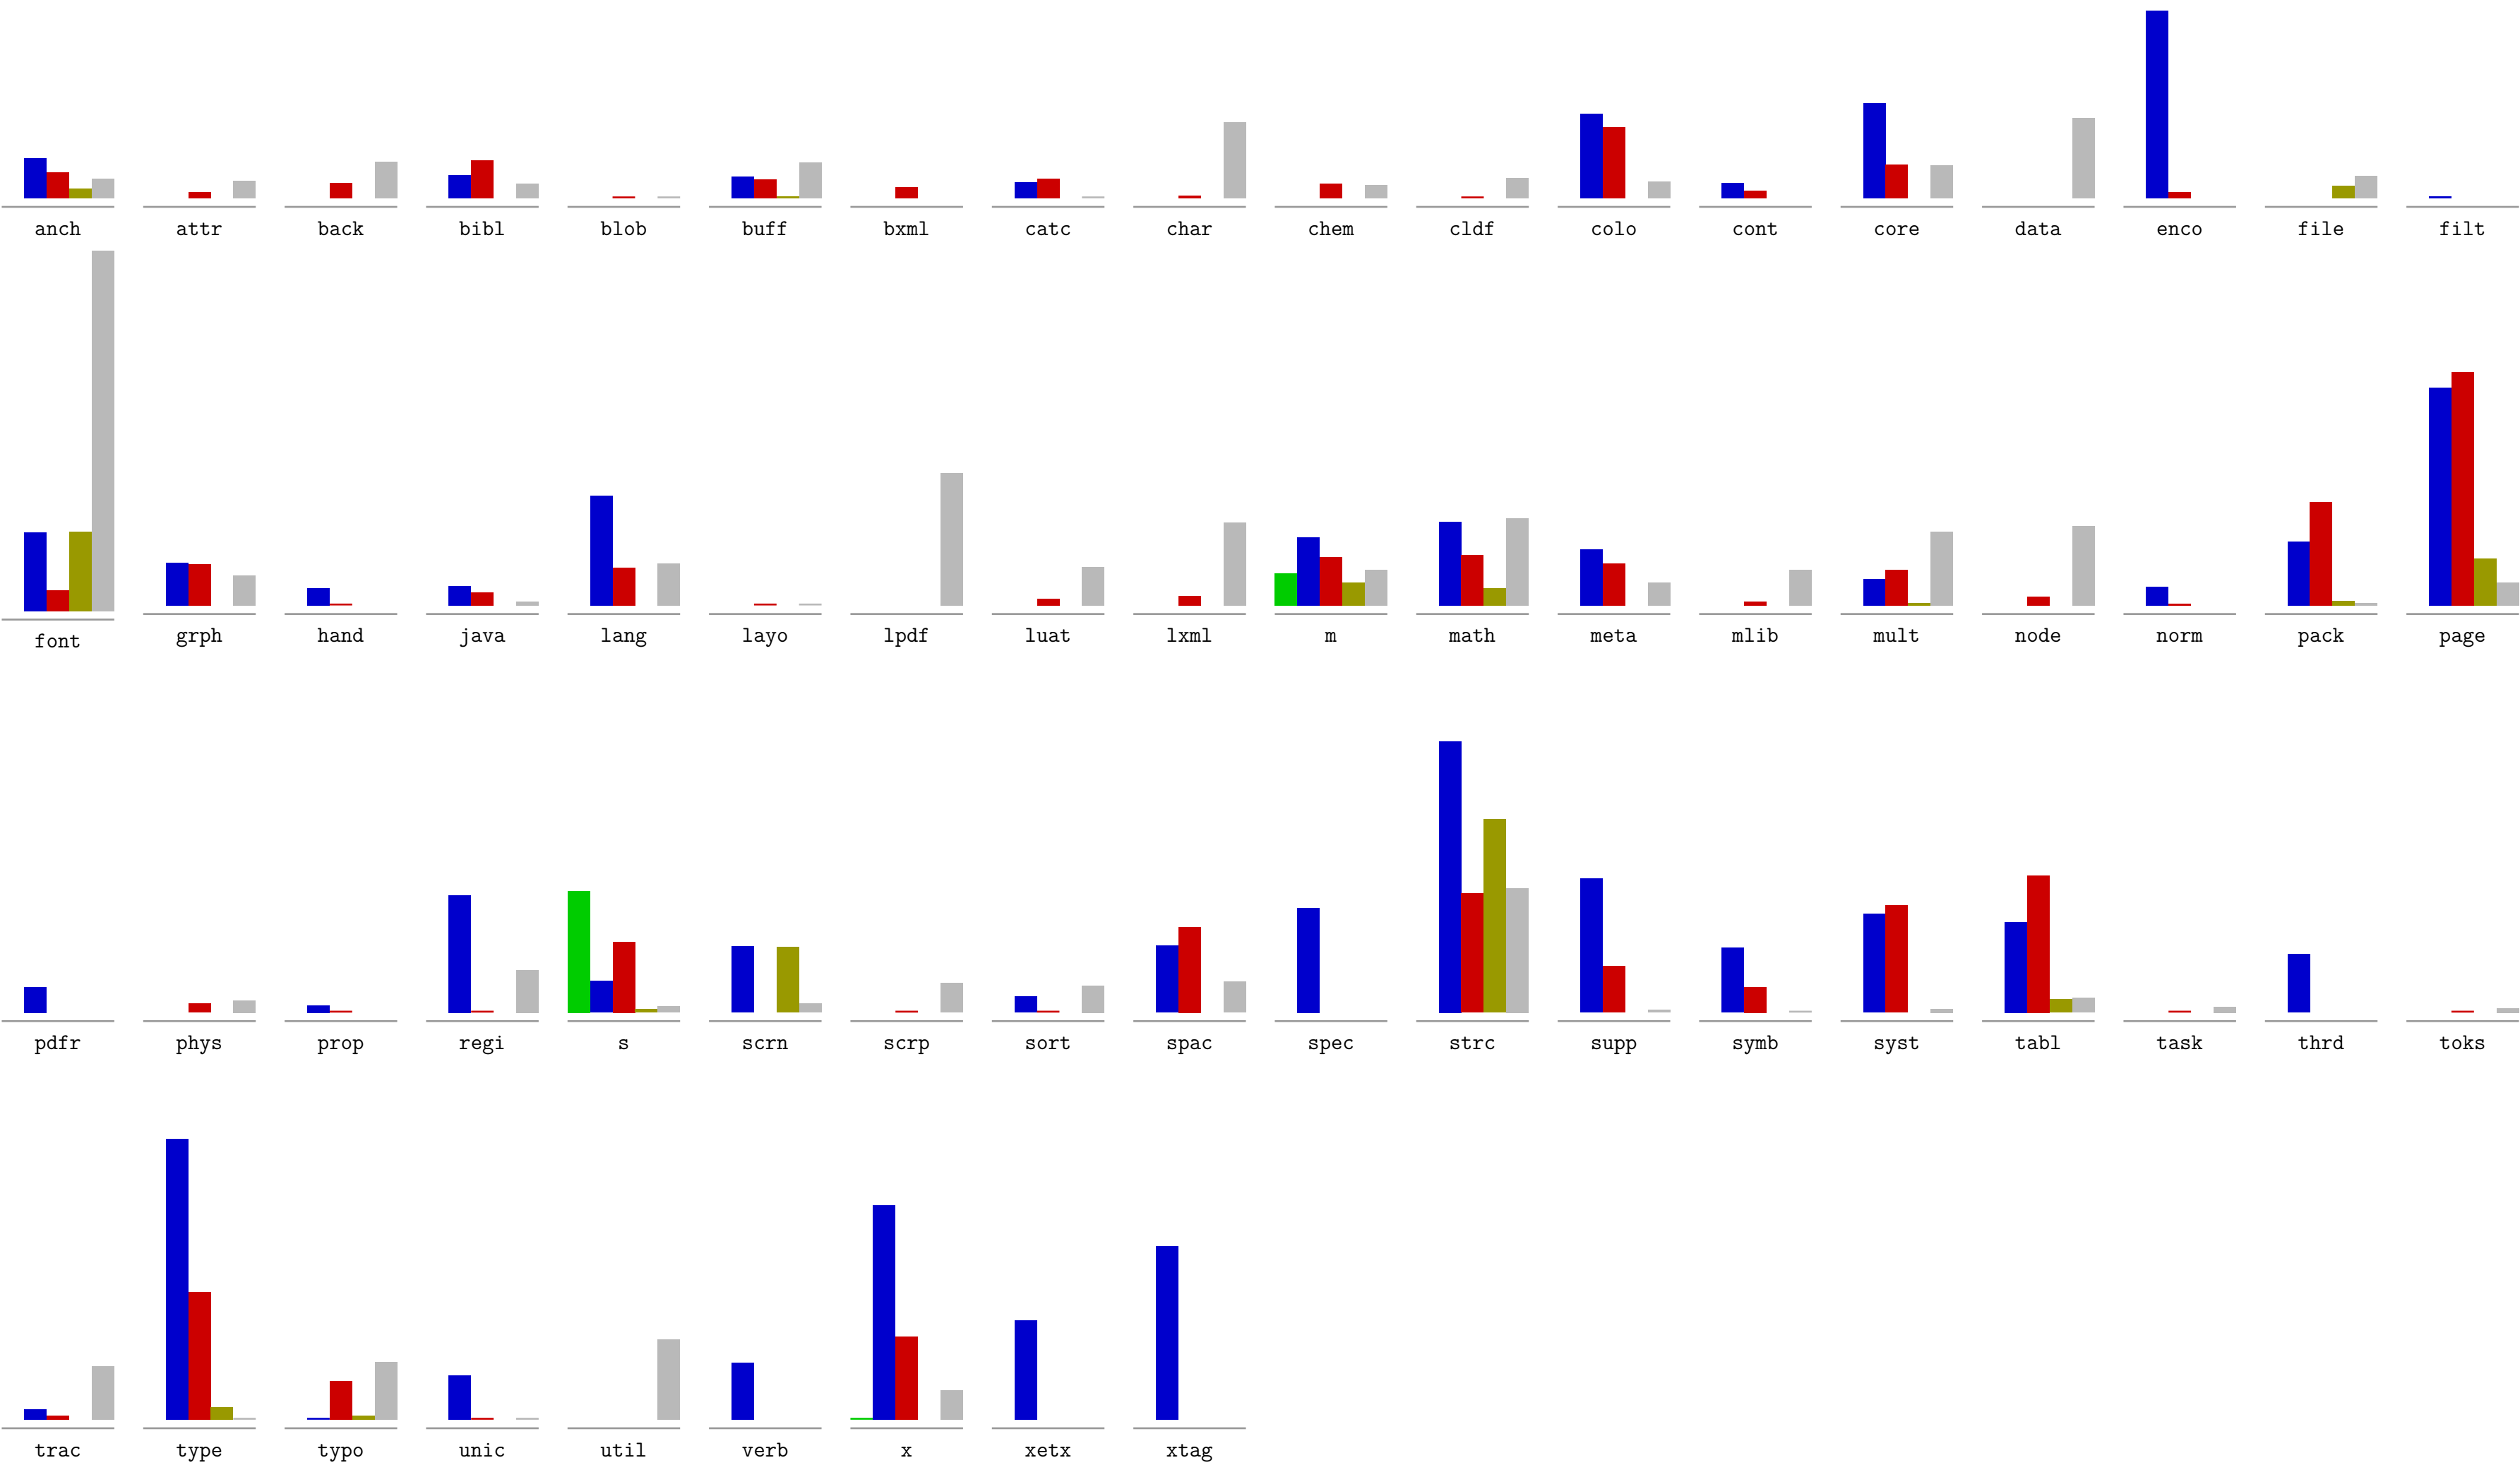 anch attr back bibl blob buff bxml catc char chem cldf colo cont core data enco file filt
font grph hand java lang layo lpdf luat lxml m math meta mlib mult node norm pack page
pdfr phys prop regi s scrn scrp sort spac spec strc supp symb syst tabl task thrd toks
trac type typo unic util verb x xetx xtag